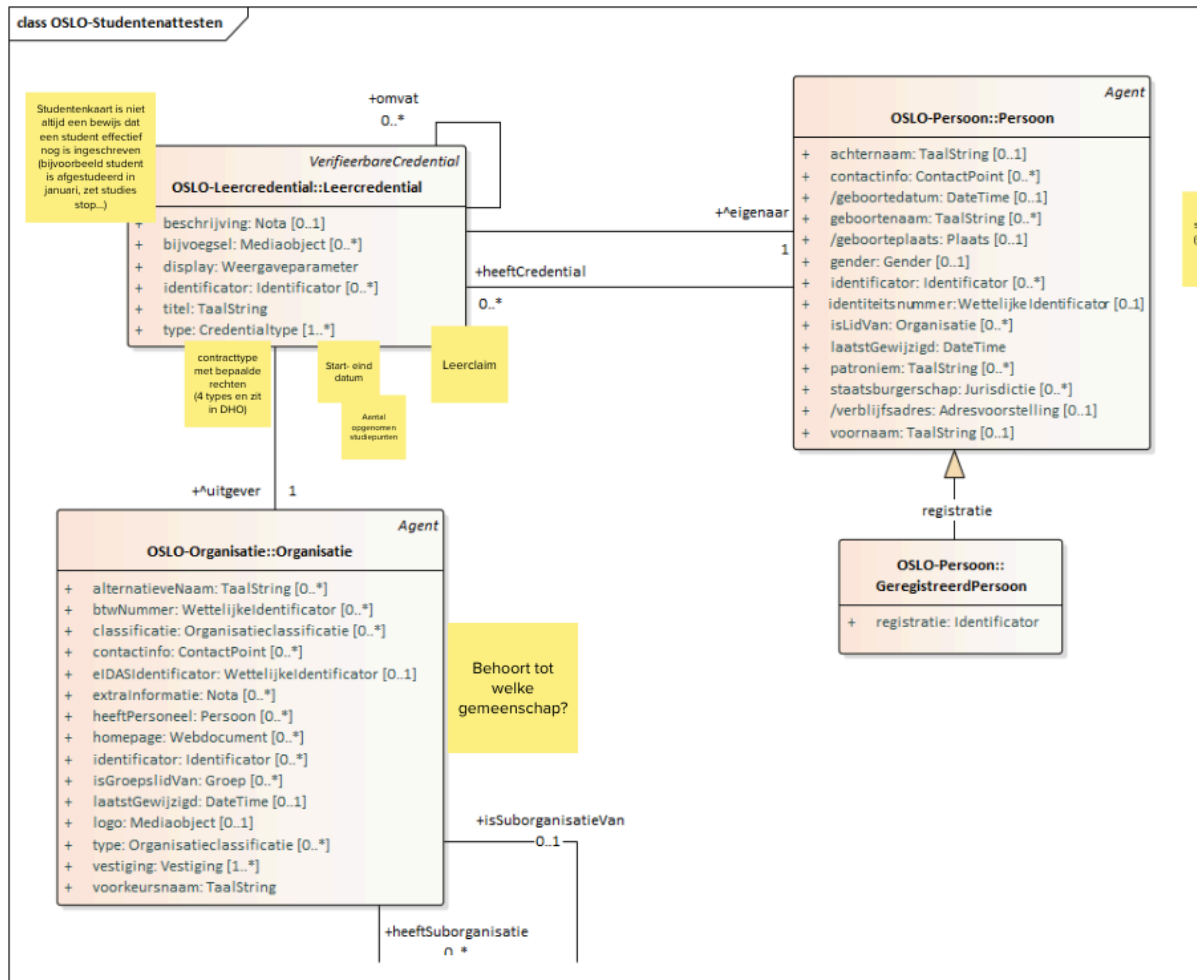 class OSLO-Studentenattesten
Studentenkaart is niet
altijd een bewijs dat
een student effectief
nog is ingeschreven
(bijvoorbeeld student
is afgestudeerd in
januari, zet studies
stop...)
+omvat
0..*
VerifieerbareCredential
OSLO-Leercredential::Leercredential
+ beschrijving: Nota [0..1]
+ bijvoegsel: Mediaobject [0..*]
+ display: Weergaveparameter
+ identificator: Identificator [0..*]
+ titel: TaalString
+ type: Credentialtype [1..*]
+^eigenaar
1
+heeftCredential
0..*
Agent
OSLO-Persoon::Persoon
+ achternaam: TaalString [0..1]
+ contactinfo: ContactPoint [0..*]
+ /geboortedatum: DateTime [0..1]
+ geboortenaam: TaalString [0..*]
+ /geboorteplaats: Plaats [0..1]
+ gender: Gender [0..1]
+ identificator: Identificator [0..*]
+ identiteitsnummer: WettelijkeIdentificator [0..1]
+ isLidVan: Organisatie [0..*]
+ laatstGewijzigd: DateTime
+ patroniem: TaalString [0..*]
+ staatsburgerschap: Jurisdictie [0..*]
+ /verblijfsadres: Adresvoorstelling [0..1]
+ voornaam: TaalString [0..1]
s
(
contracttype
met bepaalde
rechten
(4 types en zit
in DHO)
Start- eind
datum
Leerclaim
Aantal
opgenomen
studiepunten
registratie
OSLO-Persoon::
GeregistreerdPersoon
+ registratie: Identificator
+^uitgever
1
Agent
OSLO-Organisatie::Organisatie
+ alternatieveNaam: TaalString [0..*]
+ btwNummer: WettelijkeIdentificator [0..*]
+ classificatie: Organisatieclassificatie [0..*]
+ contactinfo: ContactPoint [0..*]
+ eIDASIdentificator: WettelijkeIdentificator [0..1]
+ extraInformatie: Nota [0..*]
+ heeftPersoneel: Persoon [0..*]
+ homepage: Webdocument [0..*]
+ identificator: Identificator [0..*]
+ isGroepslidVan: Groep [0..*]
+ laatstGewijzigd: DateTime [0..1]
+ logo: Mediaobject [0..1]
+ type: Organisatieclassificatie [0..*]
+ vestiging: Vestiging [1..*]
+ voorkeursnaam: TaalString
Behoort tot
welke
gemeenschap?
+isSuborganisatieVan
0..1
+heeftSuborganisatie
0..*